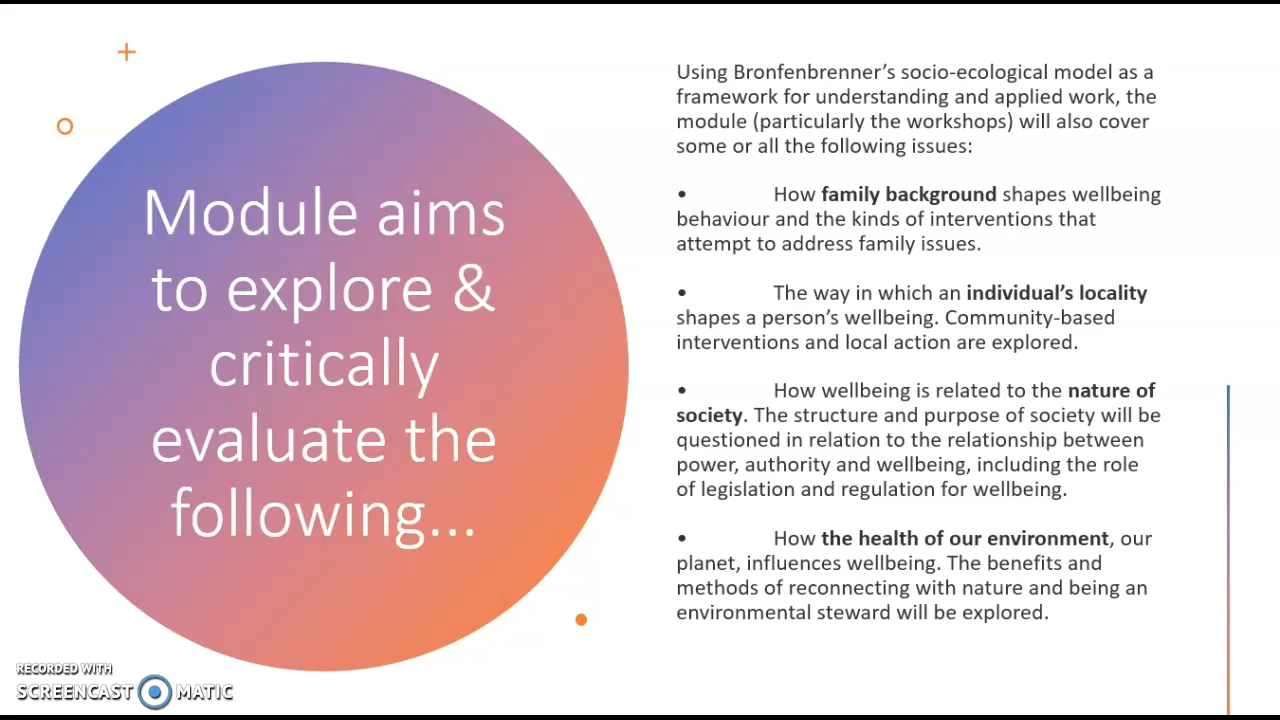 Module aims
to explore &
critically
evaluate the
following...
Using Bronfenbrenner’s socio-ecological model as a
framework for understanding and applied work, the
module (particularly the workshops) will also cover
some or all the following issues:
• How family background shapes wellbeing
behaviour and the kinds of interventions that
attempt to address family issues.
• The way in which an individual’s locality
shapes a person’s wellbeing. Community-based
interventions and local action are explored.
• How wellbeing is related to the nature of
society. The structure and purpose of society will be
questioned in relation to the relationship between
power, authority and wellbeing, including the role
of legislation and regulation for wellbeing.
• How the health of our environment, our
planet, influences wellbeing. The benefits and
methods of reconnecting with nature and being an
environmental steward will be explored.
RECORDED WITH
SCREENCAST MATIC